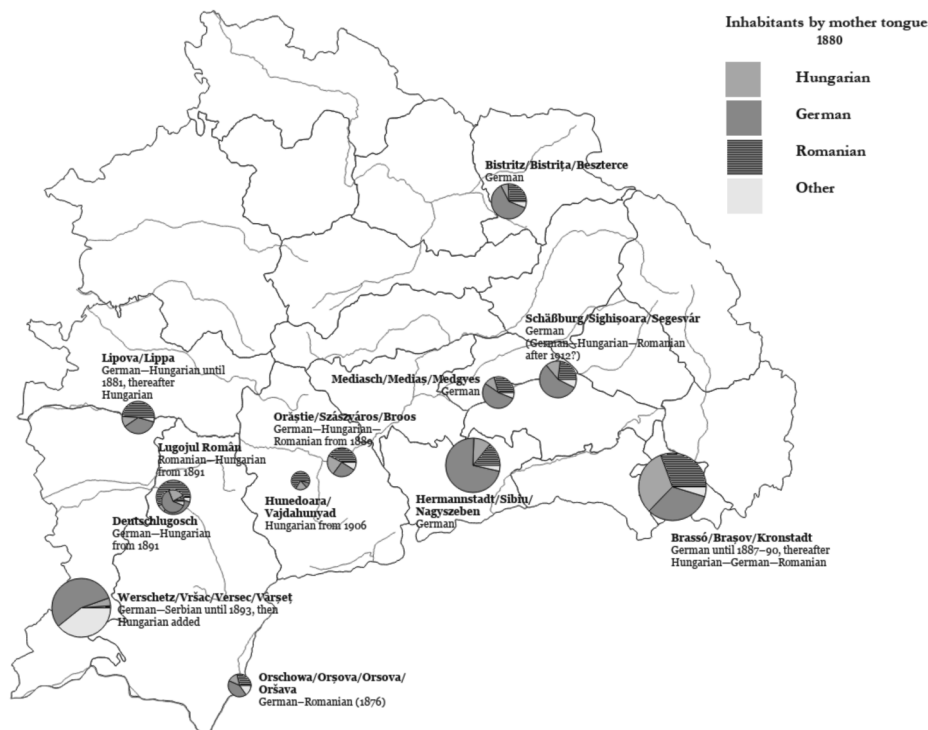 Inhabitants by mother tongue
1880
Hungarian
German
Romanian
Other
Bistritz/Bistrița/Beszterce
German
Schäßburg/Sighișoara/Segesvár
German
(German—Hungarian—Romanian
after 1912?)
Lipova/Lippa
German—Hungarian until
1881, thereafter
Hungarian
Mediasch/Mediaș/Medgyes
German
Orăștie/Szászváros/Broos
German—Hungarian—
Romanian from 1889
Lugojul Român
Romanian—Hungarian
from 1891
Hunedoara/
Vajdahunyad
Hungarian from 1906
Hermannstadt/Sibiu/
Nagyszeben
German
Deutschlugosch
German—Hungarian
from 1891
Brassó/Brașov/Kronstadt
German until 1887–90, thereafter
Hungarian—German—Romanian
Werschetz/Vršac/Versec/Vârșeț
German—Serbian until 1893, then
Hungarian added
Orschowa/Orșova/Orsova/
Oršava
German–Romanian (1876)